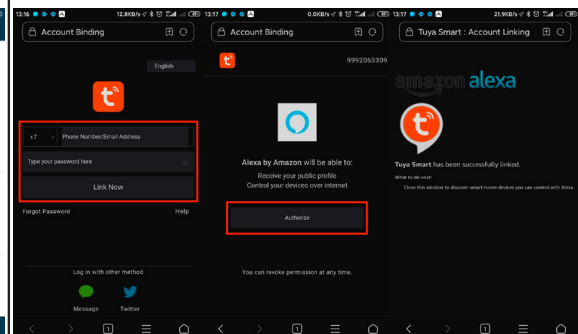 13:16
12.8KB/s
Account Binding
English
+7
Phone Number/Email Address
Type your password here
Link Now
Forgot Password
Help
Log in with other method
Message
Twitter
1
13:17
0.0KB/s
Account Binding
9992063309
Alexa by Amazon will be able to:
Receive your public profile
Control your devices over internet
Authorize
You can revoke permission at any time.
1
13:17
21.9KB/s
Tuya Smart : Account Linking
amazon alexa
Tuya Smart has been successfully linked.
What to do next:
Close this window to discover smart-home devices you can control with Alexa.
1